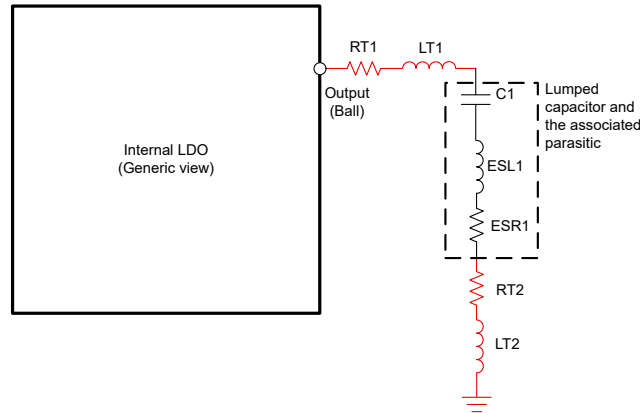 RT1
LT1
Output
(Ball)
C1
Lumped
capacitor and
the associated
parasitic
Internal LDO
(Generic view)
ESL1
ESR1
RT2
LT2